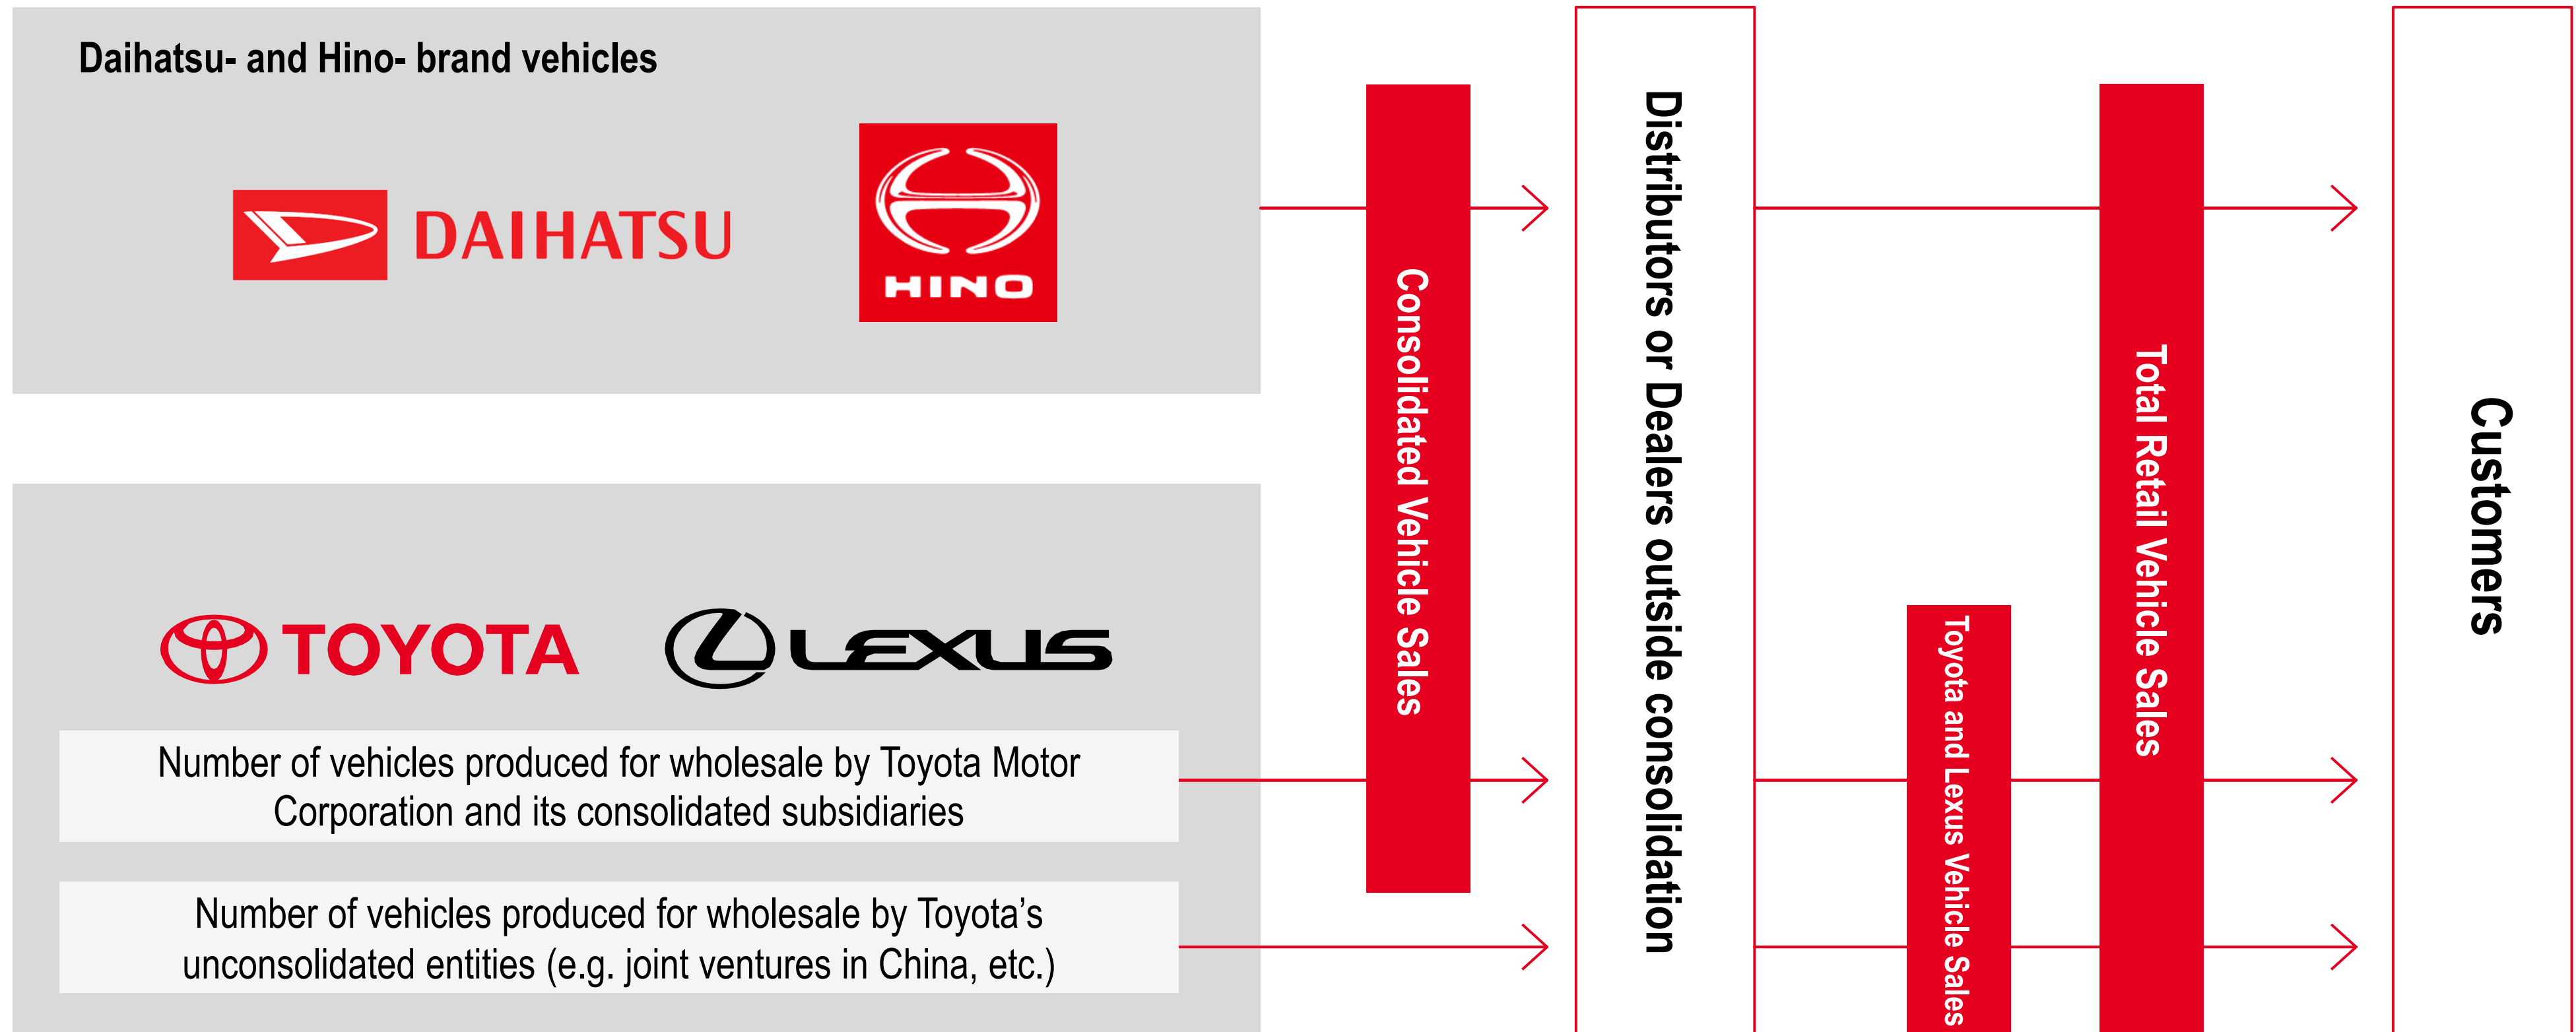 Daihatsu- and Hino- brand vehicles
DAIHATSU
HINO
TOYOTA
LEXUS
Number of vehicles produced for wholesale by Toyota Motor
Corporation and its consolidated subsidiaries
Number of vehicles produced for wholesale by Toyota’s
unconsolidated entities (e.g. joint ventures in China, etc.)
Consolidated Vehicle Sales
Distributors or Dealers outside consolidation
Toyota and Lexus Vehicle Sales
Total Retail Vehicle Sales
Customers